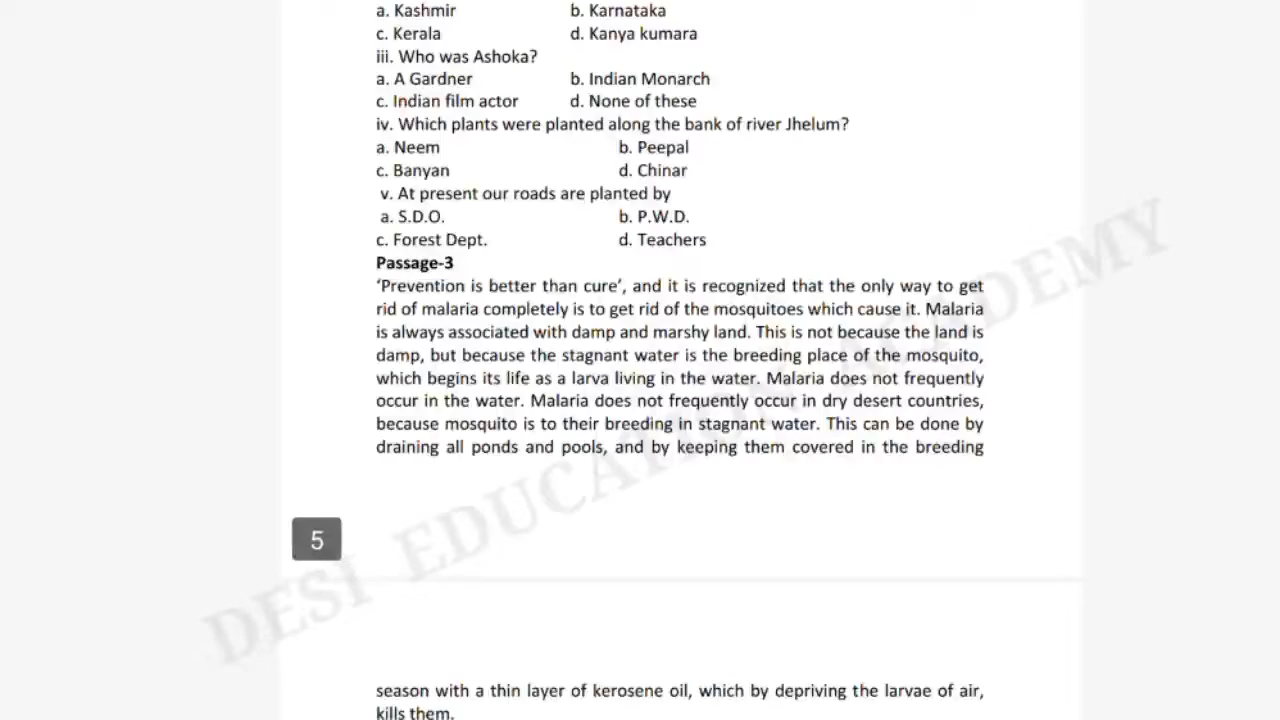 a. Kashmir b. Karnataka
c. Kerala d. Kanya kumara
iii. Who was Ashoka?
a. A Gardner b. Indian Monarch
c. Indian film actor d. None of these
iv. Which plants were planted along the bank of river Jhelum?
a. Neem b. Peepal
c. Banyan d. Chinar
v. At present our roads are planted by
a. S.D.O. b. P.W.D.
c. Forest Dept. d. Teachers
Passage-3
‘Prevention is better than cure’, and it is recognized that the only way to get
rid of malaria completely is to get rid of the mosquitoes which cause it. Malaria
is always associated with damp and marshy land. This is not because the land is
damp, but because the stagnant water is the breeding place of the mosquito,
which begins its life as a larva living in the water. Malaria does not frequently
occur in the water. Malaria does not frequently occur in dry desert countries,
because mosquito is to their breeding in stagnant water. This can be done by
draining all ponds and pools, and by keeping them covered in the breeding
5
DESI EDUCATION ACADEMY
season with a thin layer of kerosene oil, which by depriving the larvae of air,
kills them.